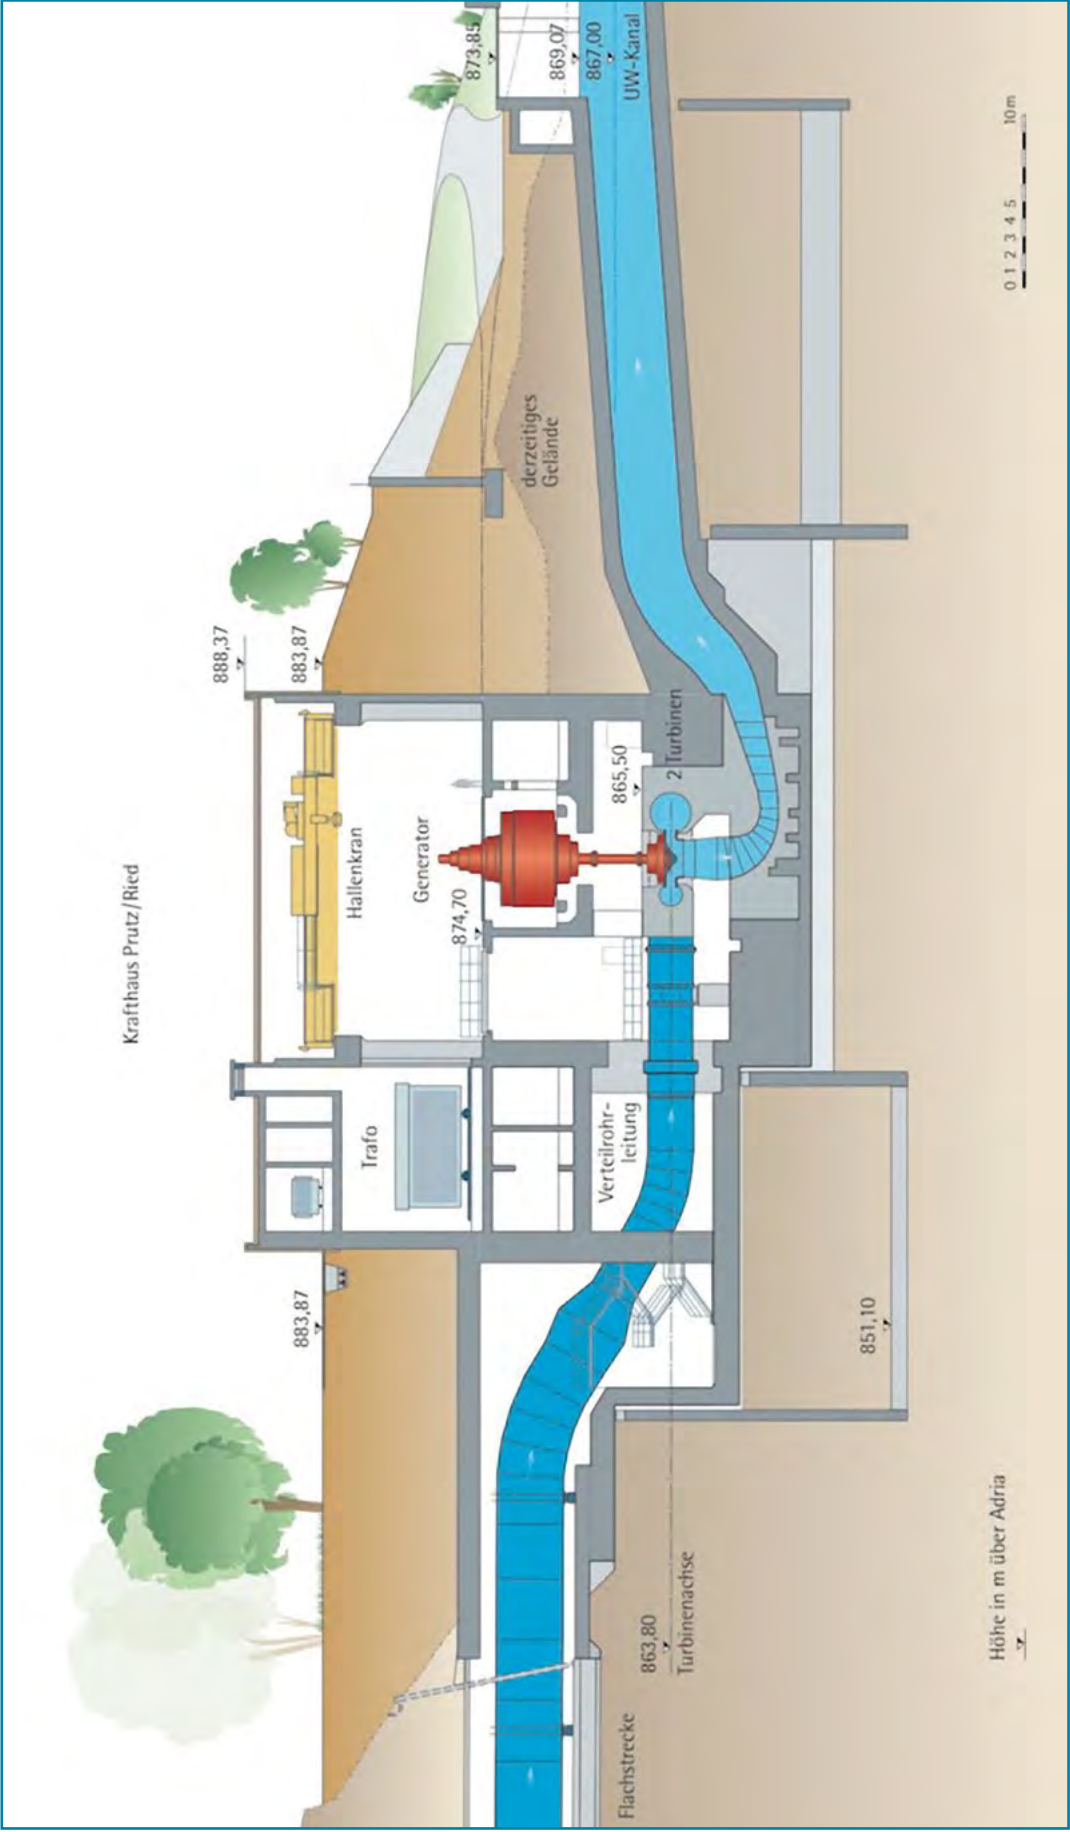 Krafthaus Prutz/Ried
888,37
883,87
883,87
Hallenkran
Trafo
Generator
874,70
873,85
869,07
867,00
UW-Kanal
derzeitiges
Gelände
Verteilrohr-
leitung
865,50
2 Turbinen
863,80
Turbinenachse
Flachstrecke
851,10
Höhe in m über Adria
0 1 2 3 4 5 10m